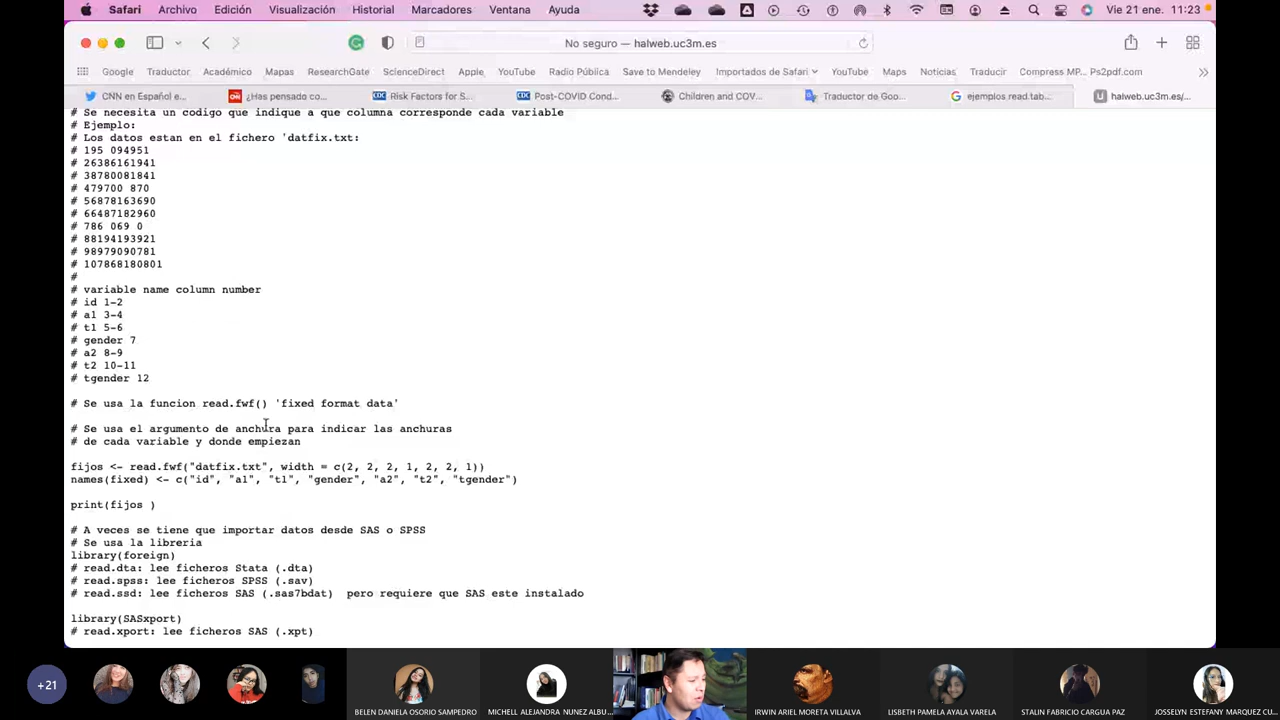 Safari Archivo Edición Visualización Historial Marcadores Ventana Ayuda Vie 21 ene. 11:23
No seguro — halweb.uc3m.es
Google Traductor Académico Mapas ResearchGate ScienceDirect Apple YouTube Radio Pública Save to Mendeley Importados de Safari YouTube Maps Noticias Traducir Compress MP... Ps2pdf.com
CNN en Español e... ¿Has pensado co... Risk Factors for S... Post-COVID Cond... Children and COV... Traductor de Goo... ejemplos read.tab... halweb.uc3m.es/...
# Se necesita un codigo que indique a que columna corresponde cada variable
# Ejemplo:
# Los datos estan en el fichero 'datfix.txt:
# 195 094951
# 26386161941
# 38780081841
# 479700 870
# 56878163690
# 66487182960
# 786 069 0
# 88194193921
# 98979090781
# 107868180801
#
# variable name column number
# id 1-2
# a1 3-4
# t1 5-6
# gender 7
# a2 8-9
# t2 10-11
# tgender 12
# Se usa la funcion read.fwf() 'fixed format data'
# Se usa el argumento de anchura para indicar las anchuras
# de cada variable y donde empiezan
fijos <- read.fwf("datfix.txt", width = c(2, 2, 2, 1, 2, 2, 1))
names(fixed) <- c("id", "a1", "t1", "gender", "a2", "t2", "tgender")
print(fijos )
# A veces se tiene que importar datos desde SAS o SPSS
# Se usa la libreria
library(foreign)
# read.dta: lee ficheros Stata (.dta)
# read.spss: lee ficheros SPSS (.sav)
# read.ssd: lee ficheros SAS (.sas7bdat)  pero requiere que SAS este instalado
library(SASxport)
# read.xport: lee ficheros SAS (.xpt)
+21
BELEN DANIELA OSORIO SAMPEDRO MICHELL ALEJANDRA NUNEZ ALBU... IRWIN ARIEL MORETA VILLALVA LISBETH PAMELA AYALA VARELA STALIN FABRICIO CARGUA PAZ JOSSELYN ESTEFANY MARQUEZ CU...